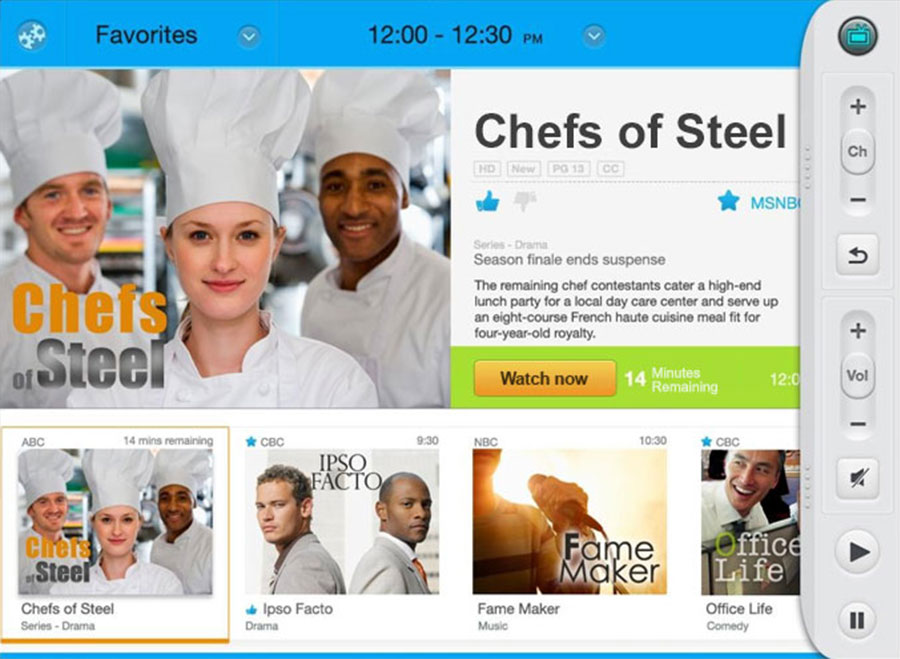 Favorites
12:00 - 12:30 PM
Chefs of Steel
HD New PG 13 CC
MSNBC
Series - Drama
Season finale ends suspense
The remaining chef contestants cater a high-end
lunch party for a local day care center and serve up
an eight-course French haute cuisine meal fit for
four-year-old royalty.
Chefs
of Steel
Watch now
14 Minutes
Remaining
12:0
+
Ch
−
+
Vol
−
ABC
14 mins remaining
Chefs
of Steel
Chefs of Steel
Series - Drama
CBC
9:30
IPSO
FACTO
Ipso Facto
Drama
NBC
10:30
Fame
Maker
Fame Maker
Music
CBC
Office
Life
Office Life
Comedy